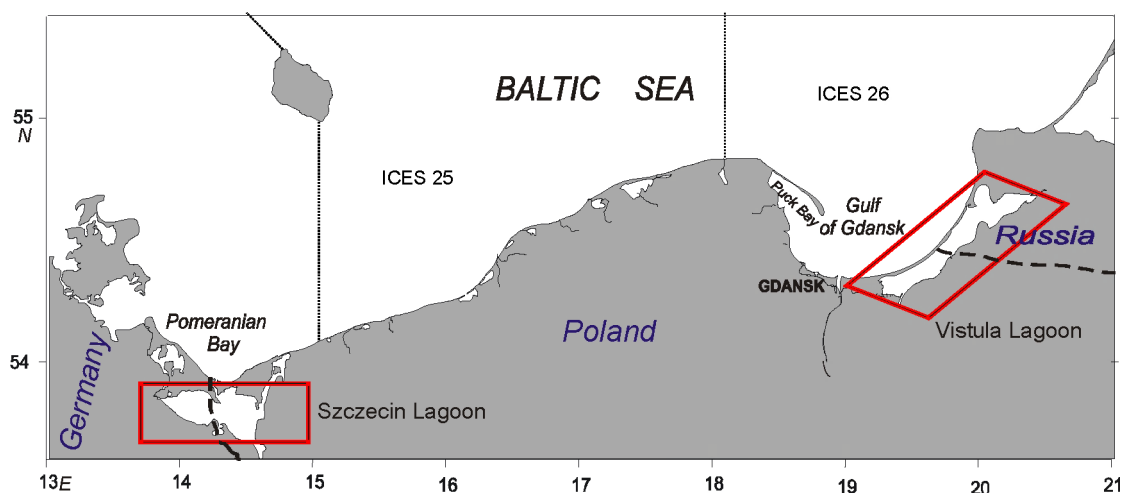 BALTIC SEA
ICES 26
55
N
ICES 25
Puck Bay
Gulf
of Gdansk
Russia
GDANSK
Pomeranian
Bay
Poland
Vistula Lagoon
54
Germany
Szczecin Lagoon
13E 14 15 16 17 18 19 20 21